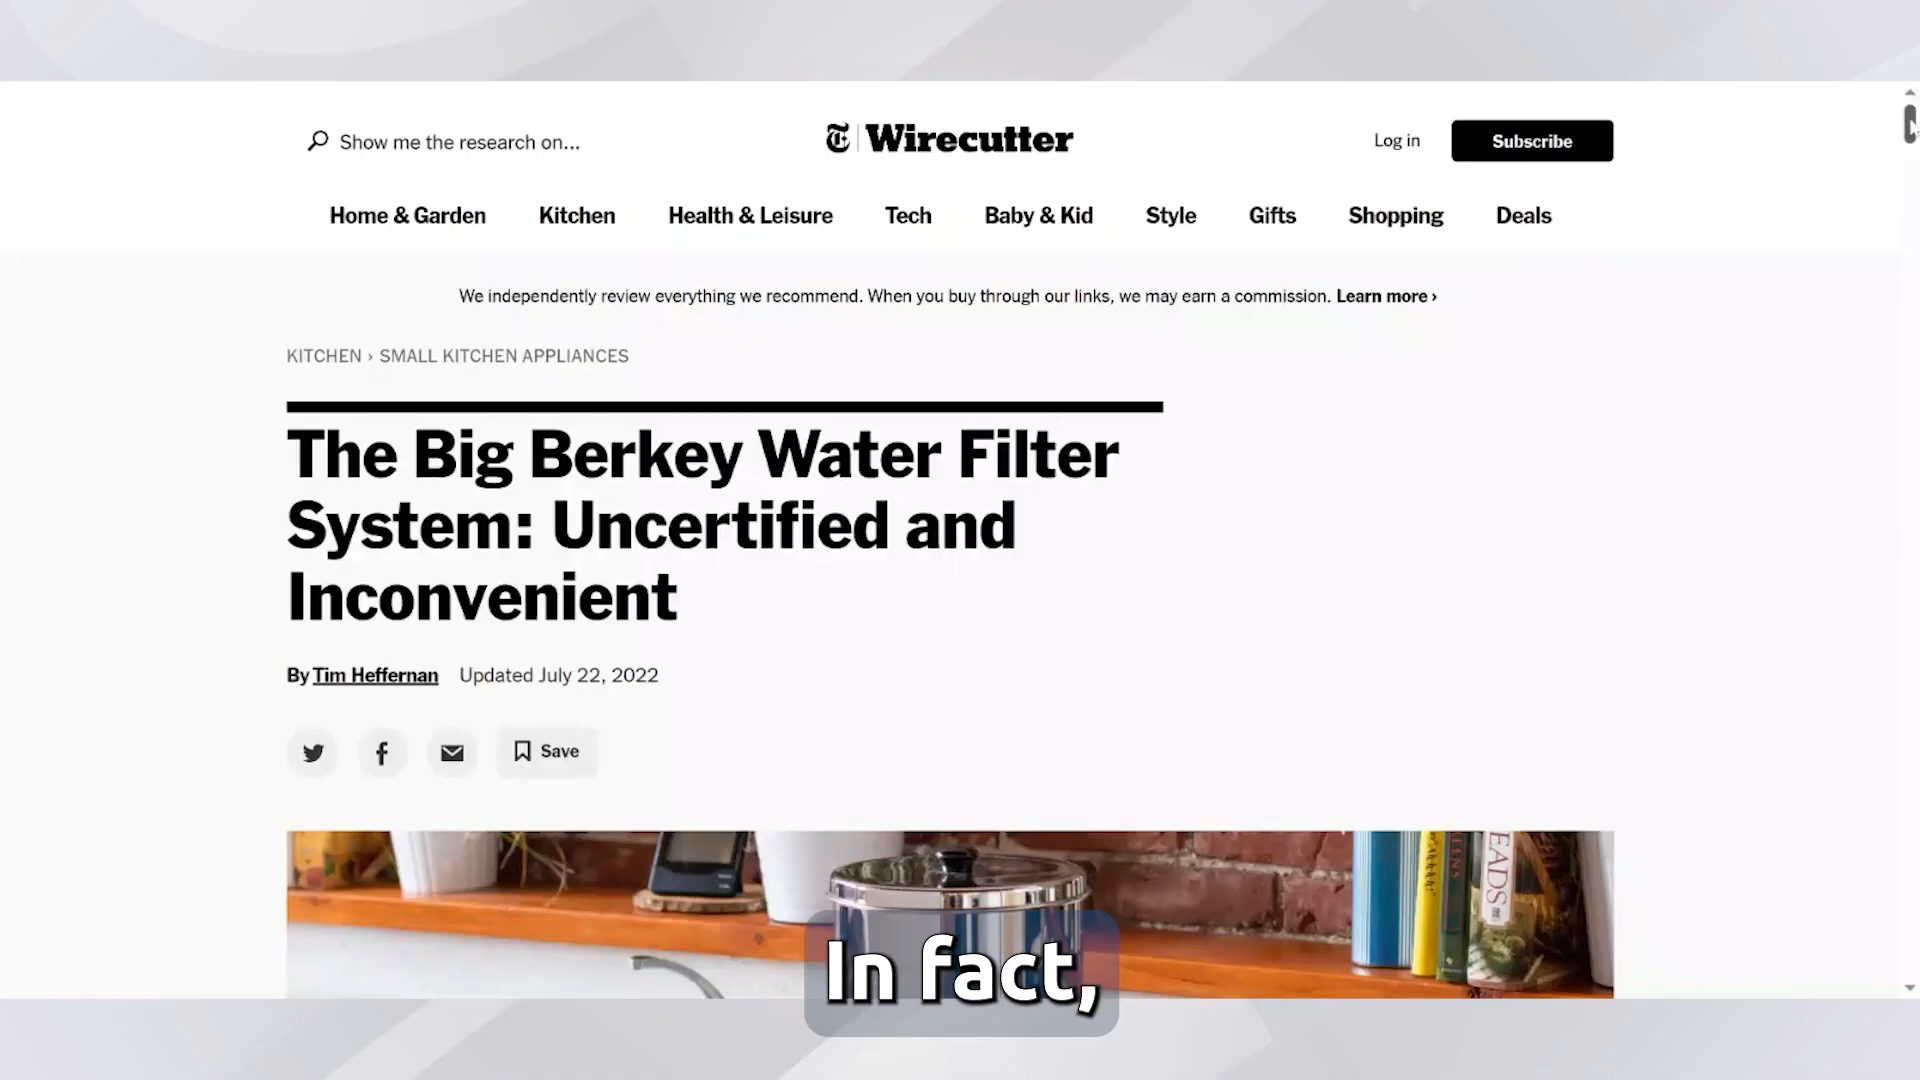 Show me the research on...
Wirecutter
Log in
Subscribe
Home & Garden
Kitchen
Health & Leisure
Tech
Baby & Kid
Style
Gifts
Shopping
Deals
We independently review everything we recommend. When you buy through our links, we may earn a commission. Learn more ›
KITCHEN › SMALL KITCHEN APPLIANCES
The Big Berkey Water Filter
System: Uncertified and
Inconvenient
By Tim Heffernan Updated July 22, 2022
f
Save
EADS
In fact,